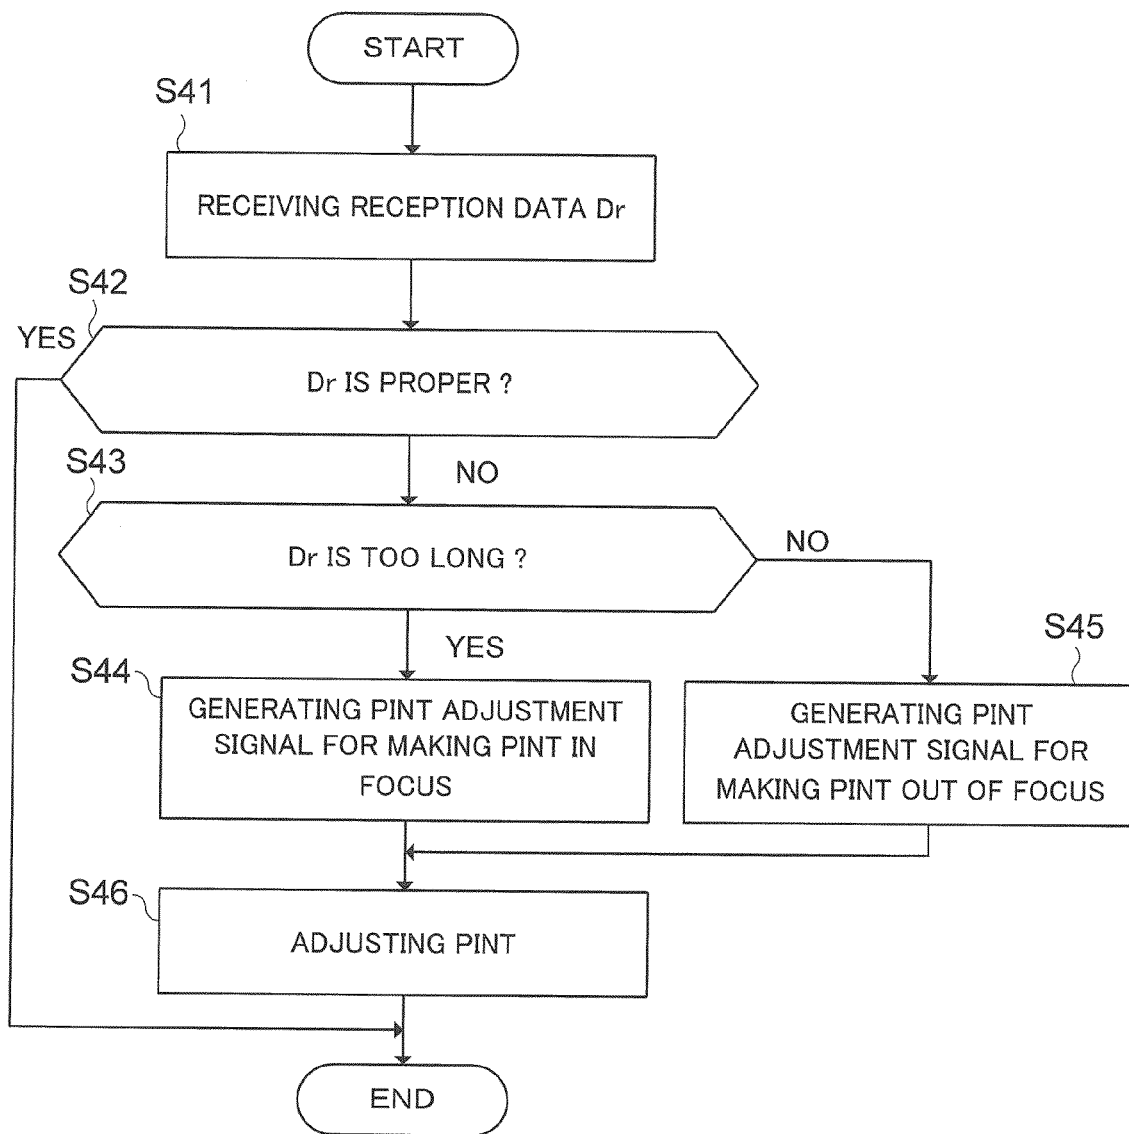 START
S41
RECEIVING RECEPTION DATA Dr
S42
YES
Dr IS PROPER ?
S43
NO
Dr IS TOO LONG ?
NO
YES
S45
S44
GENERATING PINT ADJUSTMENT
SIGNAL FOR MAKING PINT IN
FOCUS
GENERATING PINT
ADJUSTMENT SIGNAL FOR
MAKING PINT OUT OF FOCUS
S46
ADJUSTING PINT
END